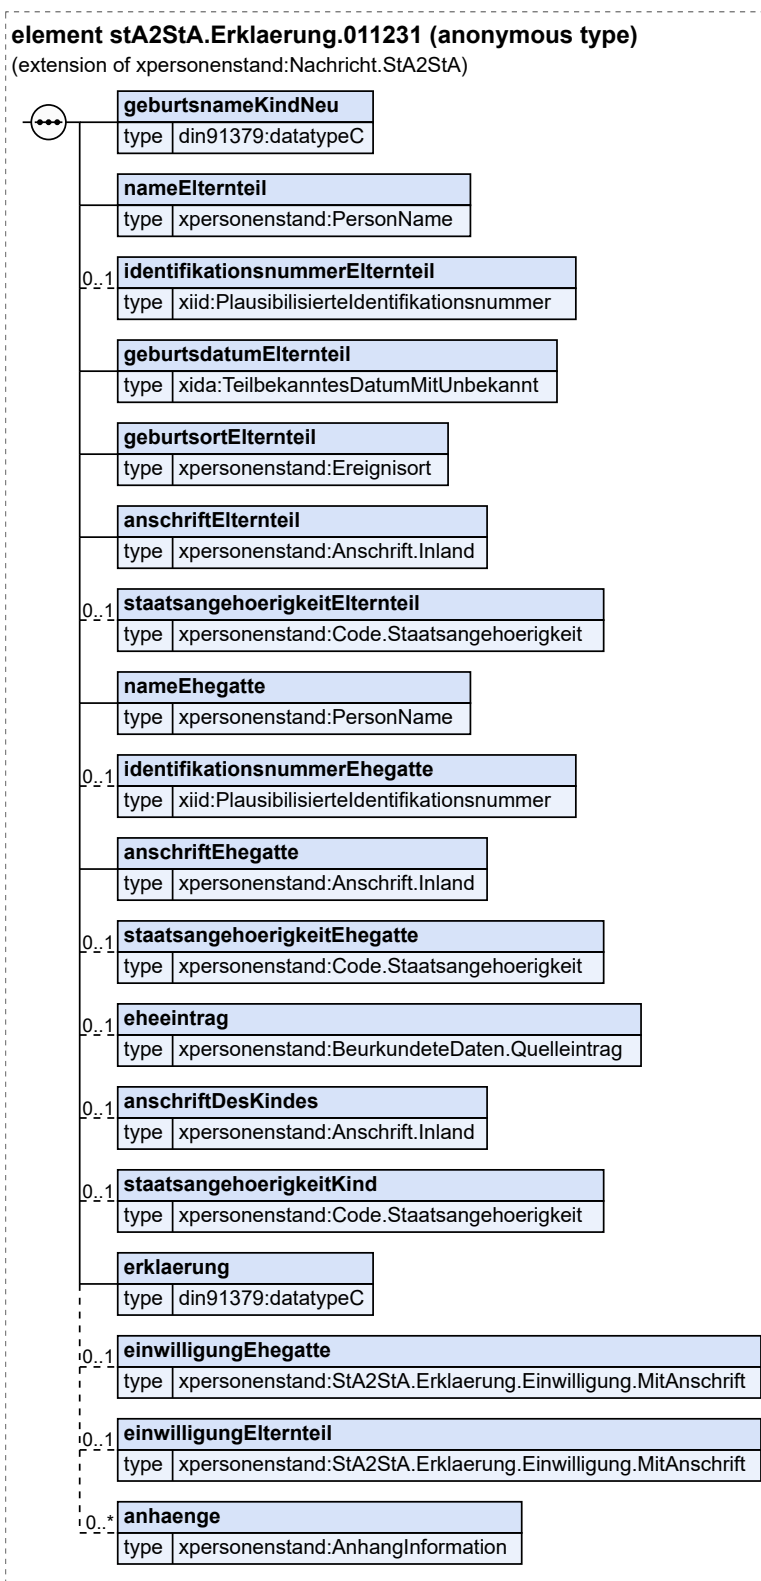 element stA2StA.Erklaerung.011231 (anonymous type)
(extension of xpersonenstand:Nachricht.StA2StA)
geburtsnameKindNeu
type din91379:datatypeC
nameElternteil
type xpersonenstand:PersonName
0..1 identifikationsnummerElternteil
type xiid:PlausibilisierteIdentifikationsnummer
geburtsdatumElternteil
type xida:TeilbekanntesDatumMitUnbekannt
geburtsortElternteil
type xpersonenstand:Ereignisort
anschriftElternteil
type xpersonenstand:Anschrift.Inland
0..1 staatsangehoerigkeitElternteil
type xpersonenstand:Code.Staatsangehoerigkeit
nameEhegatte
type xpersonenstand:PersonName
0..1 identifikationsnummerEhegatte
type xiid:PlausibilisierteIdentifikationsnummer
anschriftEhegatte
type xpersonenstand:Anschrift.Inland
0..1 staatsangehoerigkeitEhegatte
type xpersonenstand:Code.Staatsangehoerigkeit
0..1 eheeintrag
type xpersonenstand:BeurkundeteDaten.Quelleintrag
0..1 anschriftDesKindes
type xpersonenstand:Anschrift.Inland
0..1 staatsangehoerigkeitKind
type xpersonenstand:Code.Staatsangehoerigkeit
erklaerung
type din91379:datatypeC
0..1 einwilligungEhegatte
type xpersonenstand:StA2StA.Erklaerung.Einwilligung.MitAnschrift
0..1 einwilligungElternteil
type xpersonenstand:StA2StA.Erklaerung.Einwilligung.MitAnschrift
0..* anhaenge
type xpersonenstand:AnhangInformation